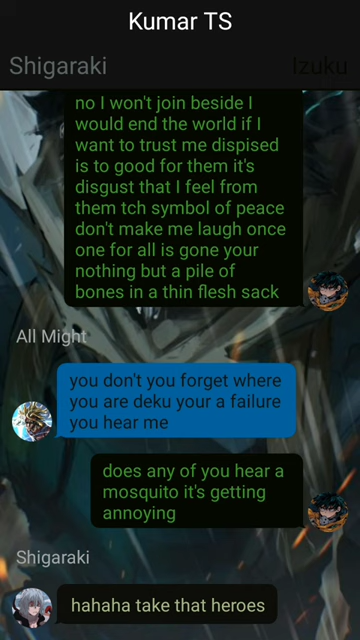 Kumar TS
Shigaraki
Izuku
no I won't join beside I
would end the world if I
want to trust me dispised
is to good for them it's
disgust that I feel from
them tch symbol of peace
don't make me laugh once
one for all is gone your
nothing but a pile of
bones in a thin flesh sack
All Might
you don't you forget where
you are deku your a failure
you hear me
does any of you hear a
mosquito it's getting
annoying
Shigaraki
hahaha take that heroes